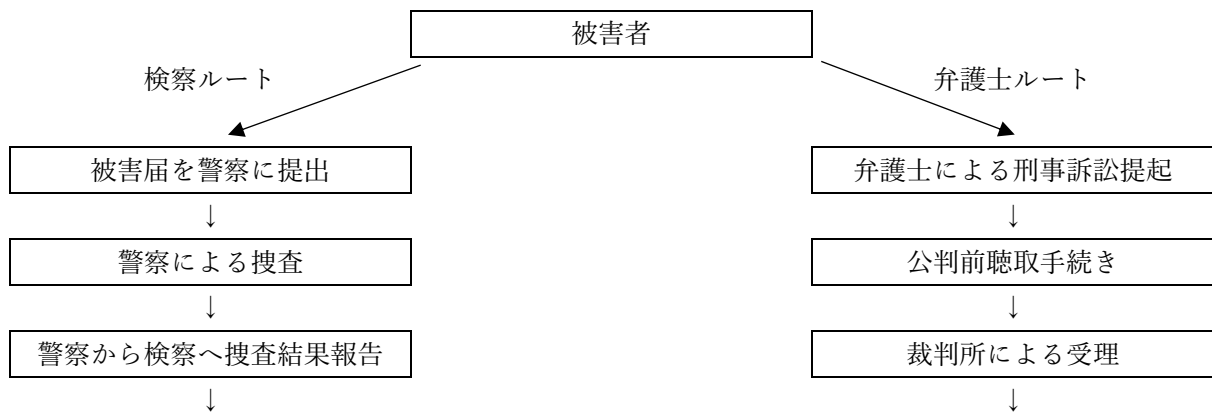 被害者
検察ルート
弁護士ルート
被害届を警察に提出
弁護士による刑事訴訟提起
↓
↓
警察による捜査
公判前聴取手続き
↓
↓
警察から検察へ捜査結果報告
裁判所による受理
↓
↓